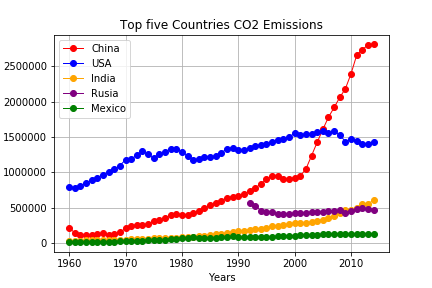 Top five Countries CO2 Emissions
China
USA
India
Rusia
Mexico
2500000
2000000
1500000
1000000
500000
0
1960
1970
1980
1990
2000
2010
Years